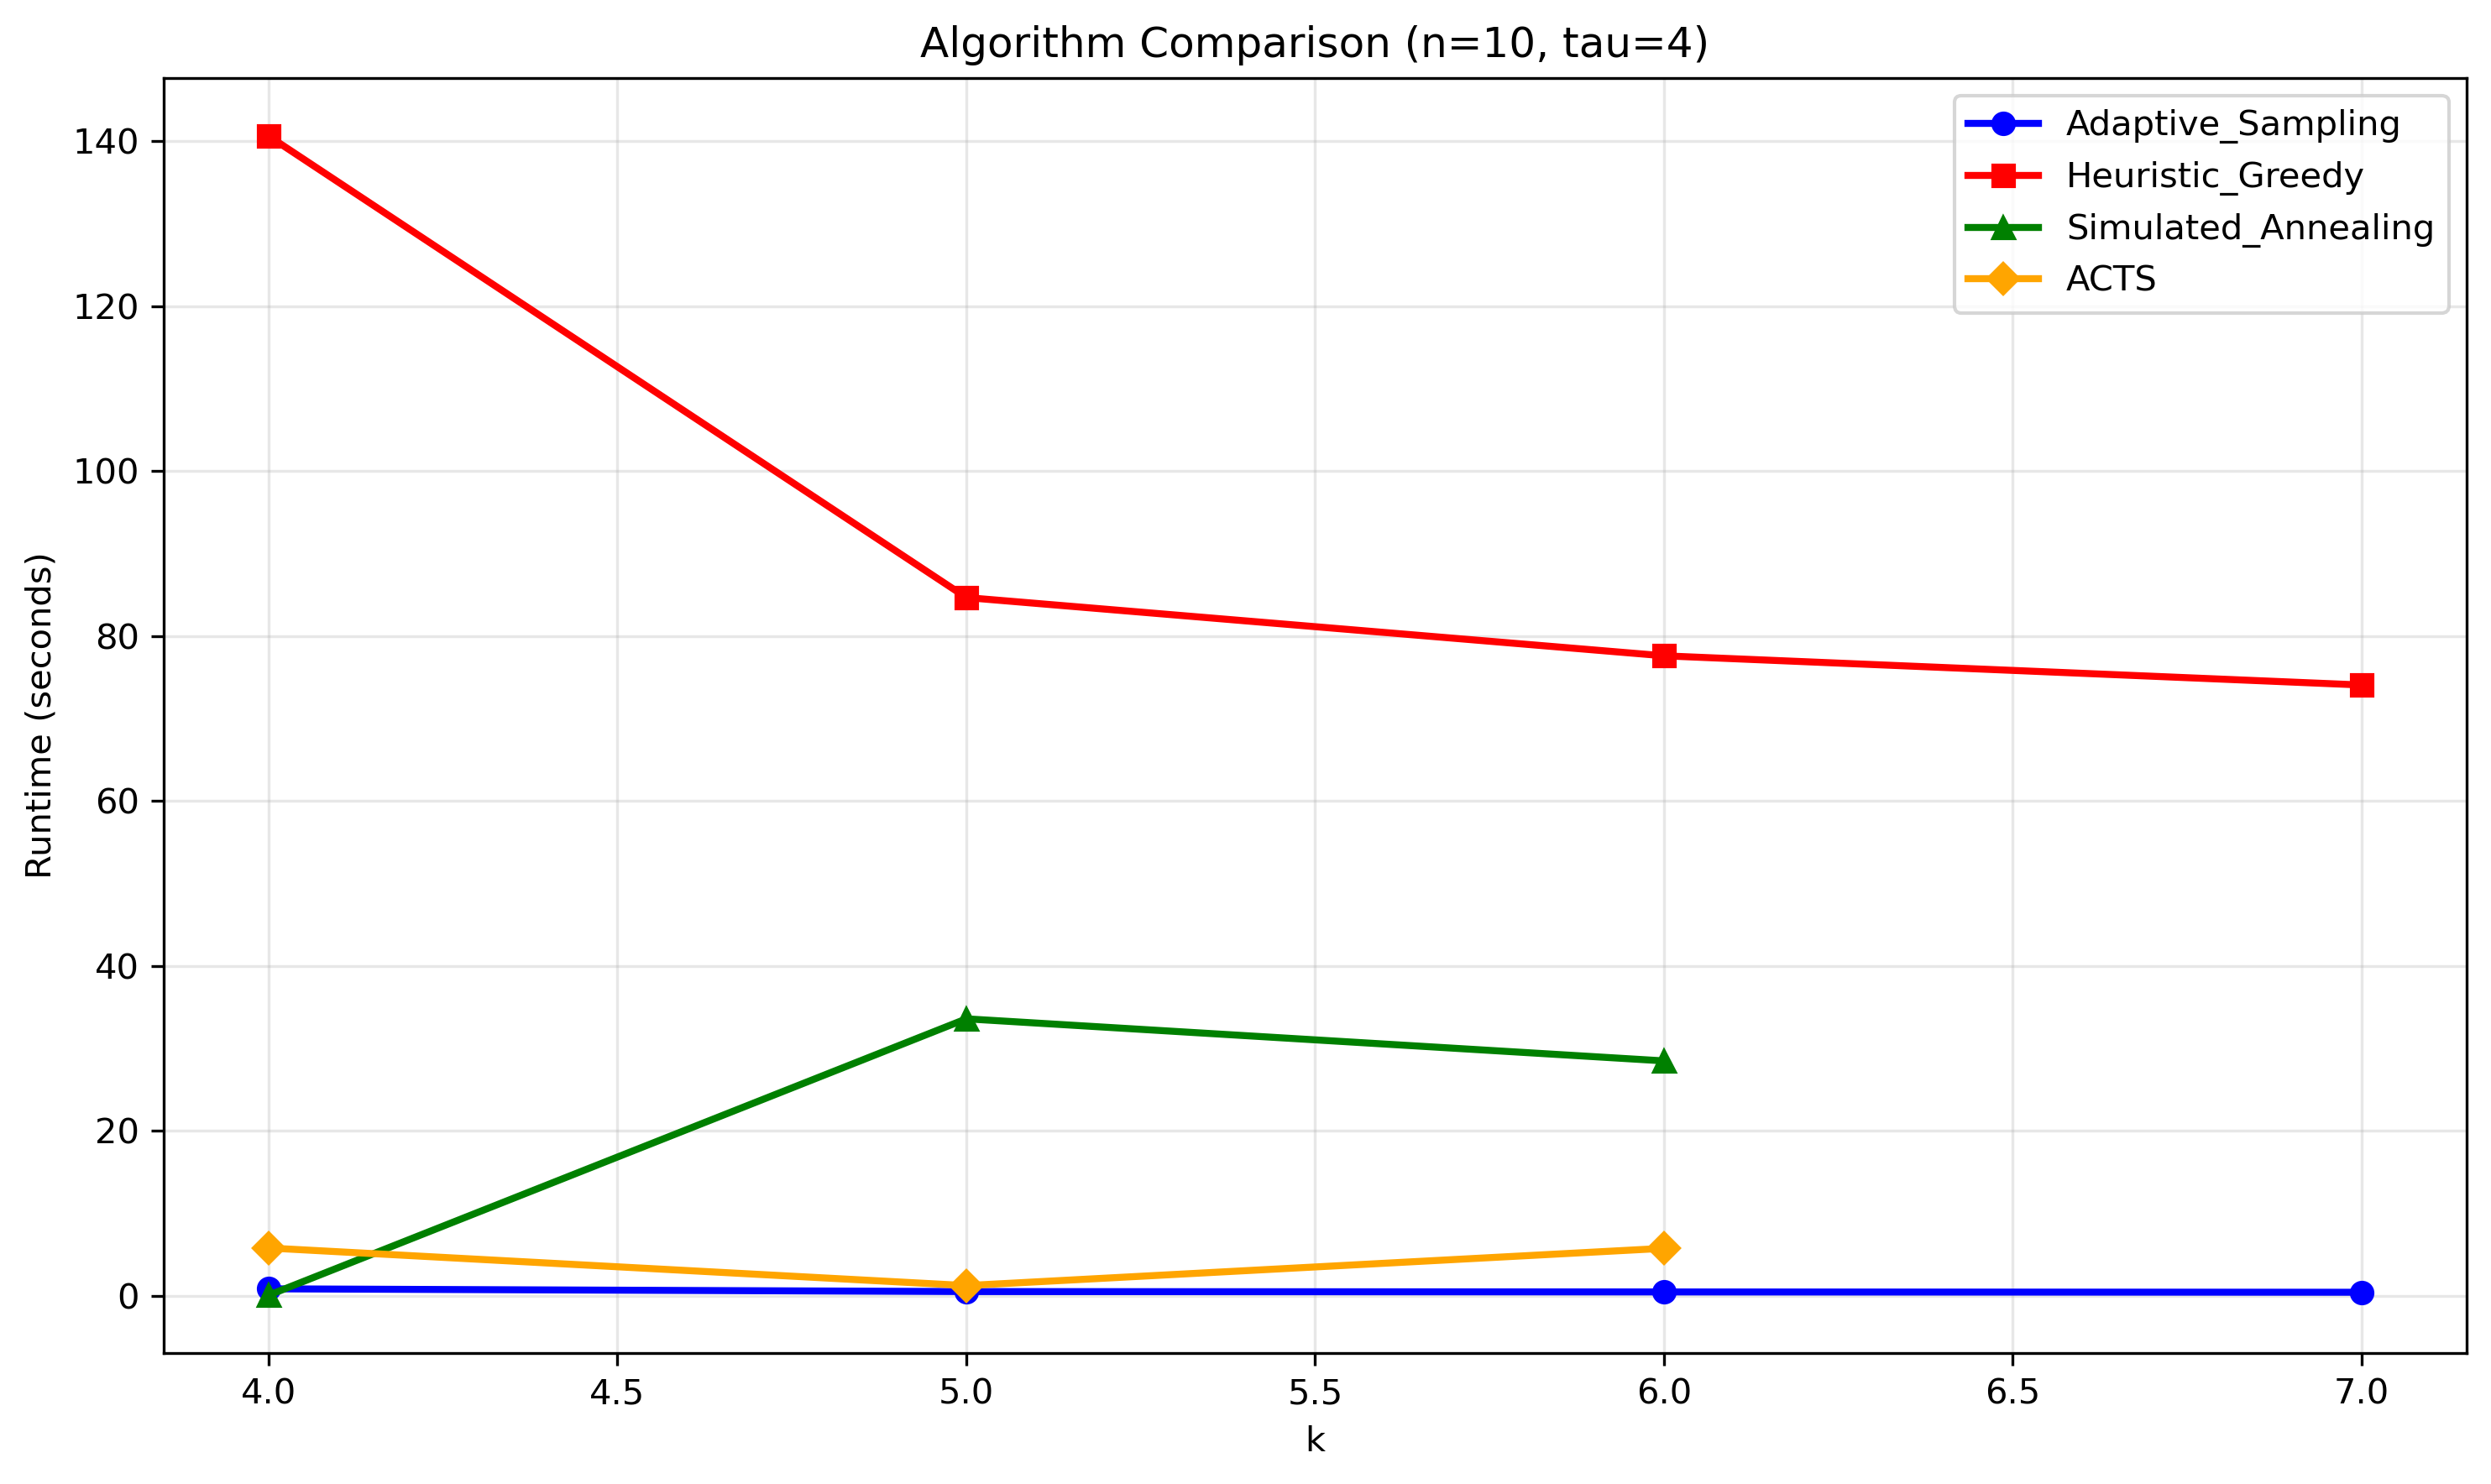 Algorithm Comparison (n=10, tau=4)
Adaptive_Sampling
Heuristic_Greedy
Simulated_Annealing
ACTS
Runtime (seconds)
140
120
100
80
60
40
20
0
4.0 4.5 5.0 5.5 6.0 6.5 7.0
k